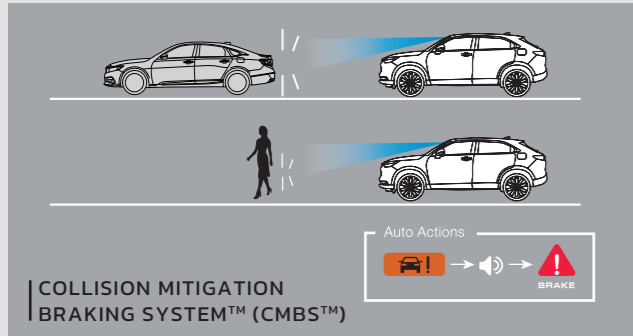 Auto Actions
!
!
BRAKE
COLLISION MITIGATION
BRAKING SYSTEM™ (CMBS™)